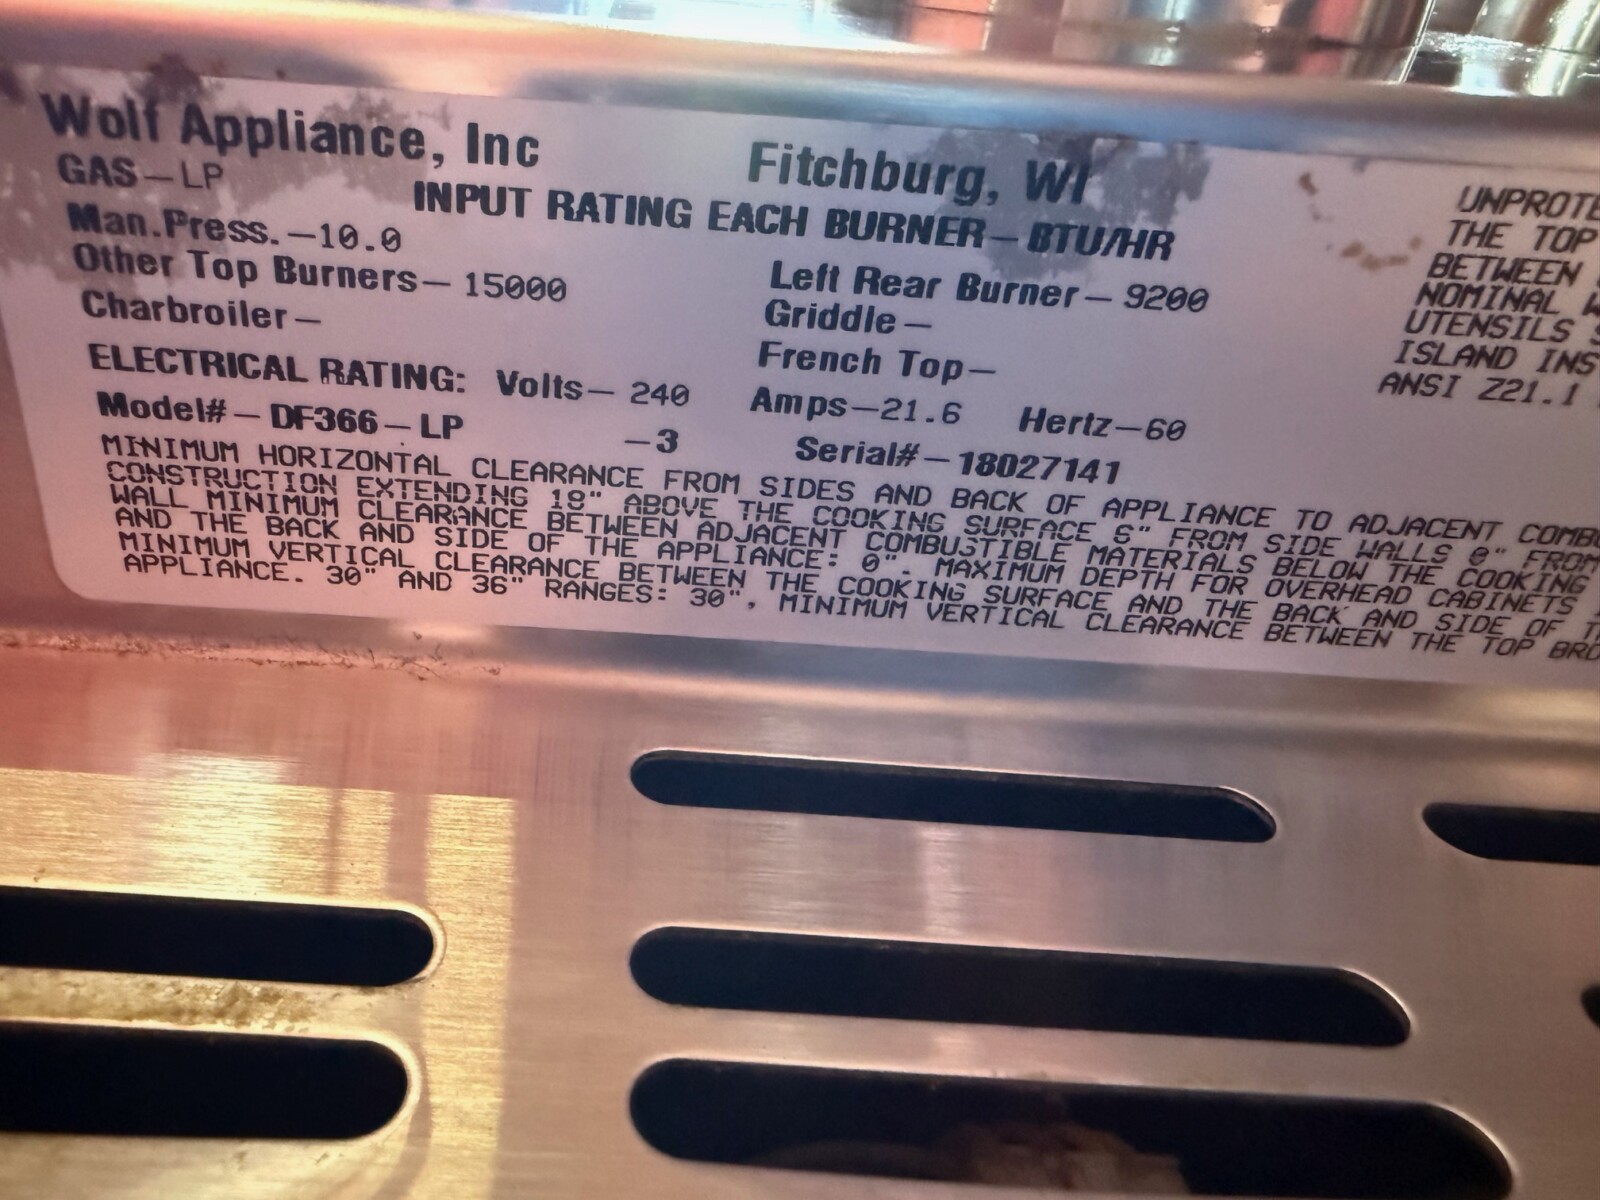 Wolf Appliance, Inc Fitchburg, WI
GAS—LP
INPUT RATING EACH BURNER—BTU/HR
Man.Press.—10.0
Other Top Burners— 15000 Left Rear Burner— 9200
Charbroiler— Griddle—
French Top—
ELECTRICAL RATING: Volts— 240 Amps—21.6 Hertz—60
Model#— DF366—LP —3 Serial#—18027141
MINIMUM HORIZONTAL CLEARANCE FROM SIDES AND BACK OF APPLIANCE TO ADJACENT
CONSTRUCTION EXTENDING 18" ABOVE THE COOKING SURFACE 6" FROM SIDE WALLS 0" FROM
WALL MINIMUM CLEARANCE BETWEEN ADJACENT COMBUSTIBLE MATERIALS BELOW THE COOKING
AND THE BACK AND SIDE OF THE APPLIANCE: 0". MAXIMUM DEPTH FOR OVERHEAD CABINETS
MINIMUM VERTICAL CLEARANCE BETWEEN THE COOKING SURFACE AND THE BACK AND SIDE OF
APPLIANCE. 30" AND 36" RANGES: 30", MINIMUM VERTICAL CLEARANCE BETWEEN THE TOP
UNPROTE
THE TOP
BETWEEN
NOMINAL
UTENSILS
ISLAND INS
ANSI Z21.1